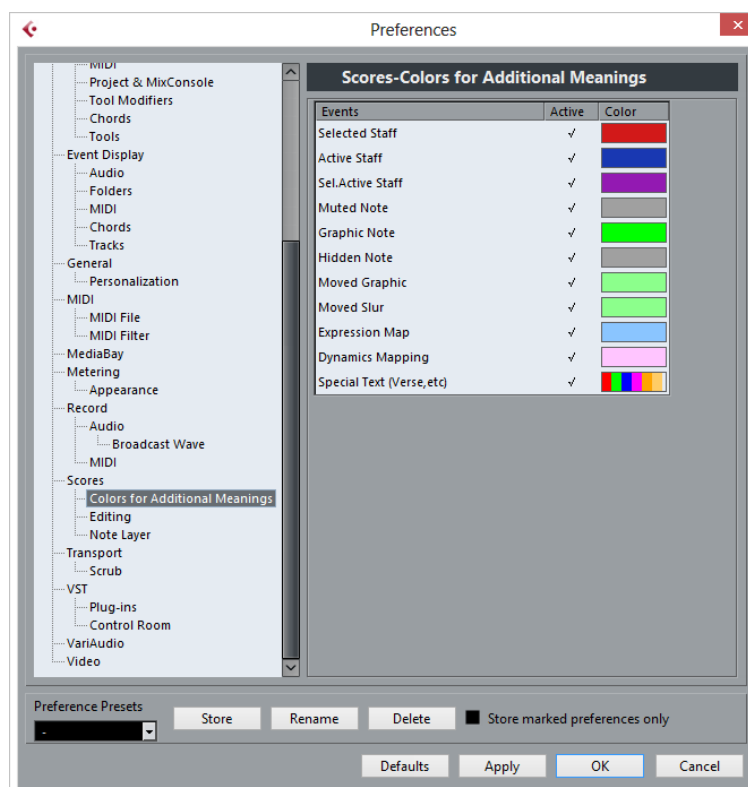 Preferences
MIDI
Project & MixConsole
Tool Modifiers
Chords
Tools
Event Display
Audio
Folders
MIDI
Chords
Tracks
General
Personalization
MIDI
MIDI File
MIDI Filter
MediaBay
Metering
Appearance
Record
Audio
Broadcast Wave
MIDI
Scores
Colors for Additional Meanings
Editing
Note Layer
Transport
Scrub
VST
Plug-ins
Control Room
VariAudio
Video
Scores-Colors for Additional Meanings
Events Active Color
Selected Staff √
Active Staff √
Sel.Active Staff √
Muted Note √
Graphic Note √
Hidden Note √
Moved Graphic √
Moved Slur √
Expression Map √
Dynamics Mapping √
Special Text (Verse,etc) √
Preference Presets
-
Store Rename Delete Store marked preferences only
Defaults Apply OK Cancel